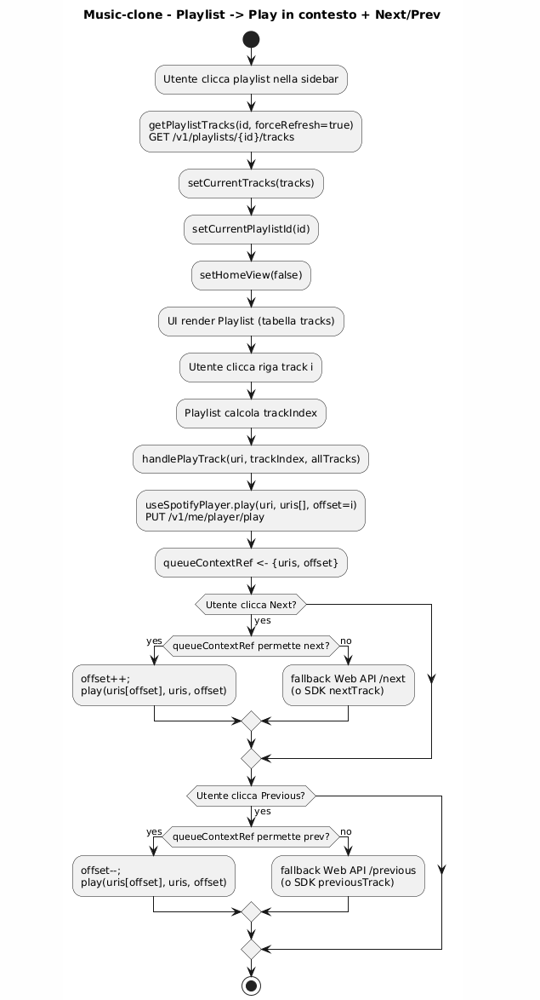 Music-clone - Playlist -> Play in contesto + Next/Prev
Utente clicca playlist nella sidebar
getPlaylistTracks(id, forceRefresh=true)
GET /v1/playlists/{id}/tracks
setCurrentTracks(tracks)
setCurrentPlaylistId(id)
setHomeView(false)
UI render Playlist (tabella tracks)
Utente clicca riga track i
Playlist calcola trackIndex
handlePlayTrack(uri, trackIndex, allTracks)
useSpotifyPlayer.play(uri, uris[], offset=i)
PUT /v1/me/player/play
queueContextRef <- {uris, offset}
Utente clicca Next?
yes
yes
queueContextRef permette next?
no
offset++;
play(uris[offset], uris, offset)
fallback Web API /next
(o SDK nextTrack)
Utente clicca Previous?
yes
yes
queueContextRef permette prev?
no
offset--;
play(uris[offset], uris, offset)
fallback Web API /previous
(o SDK previousTrack)